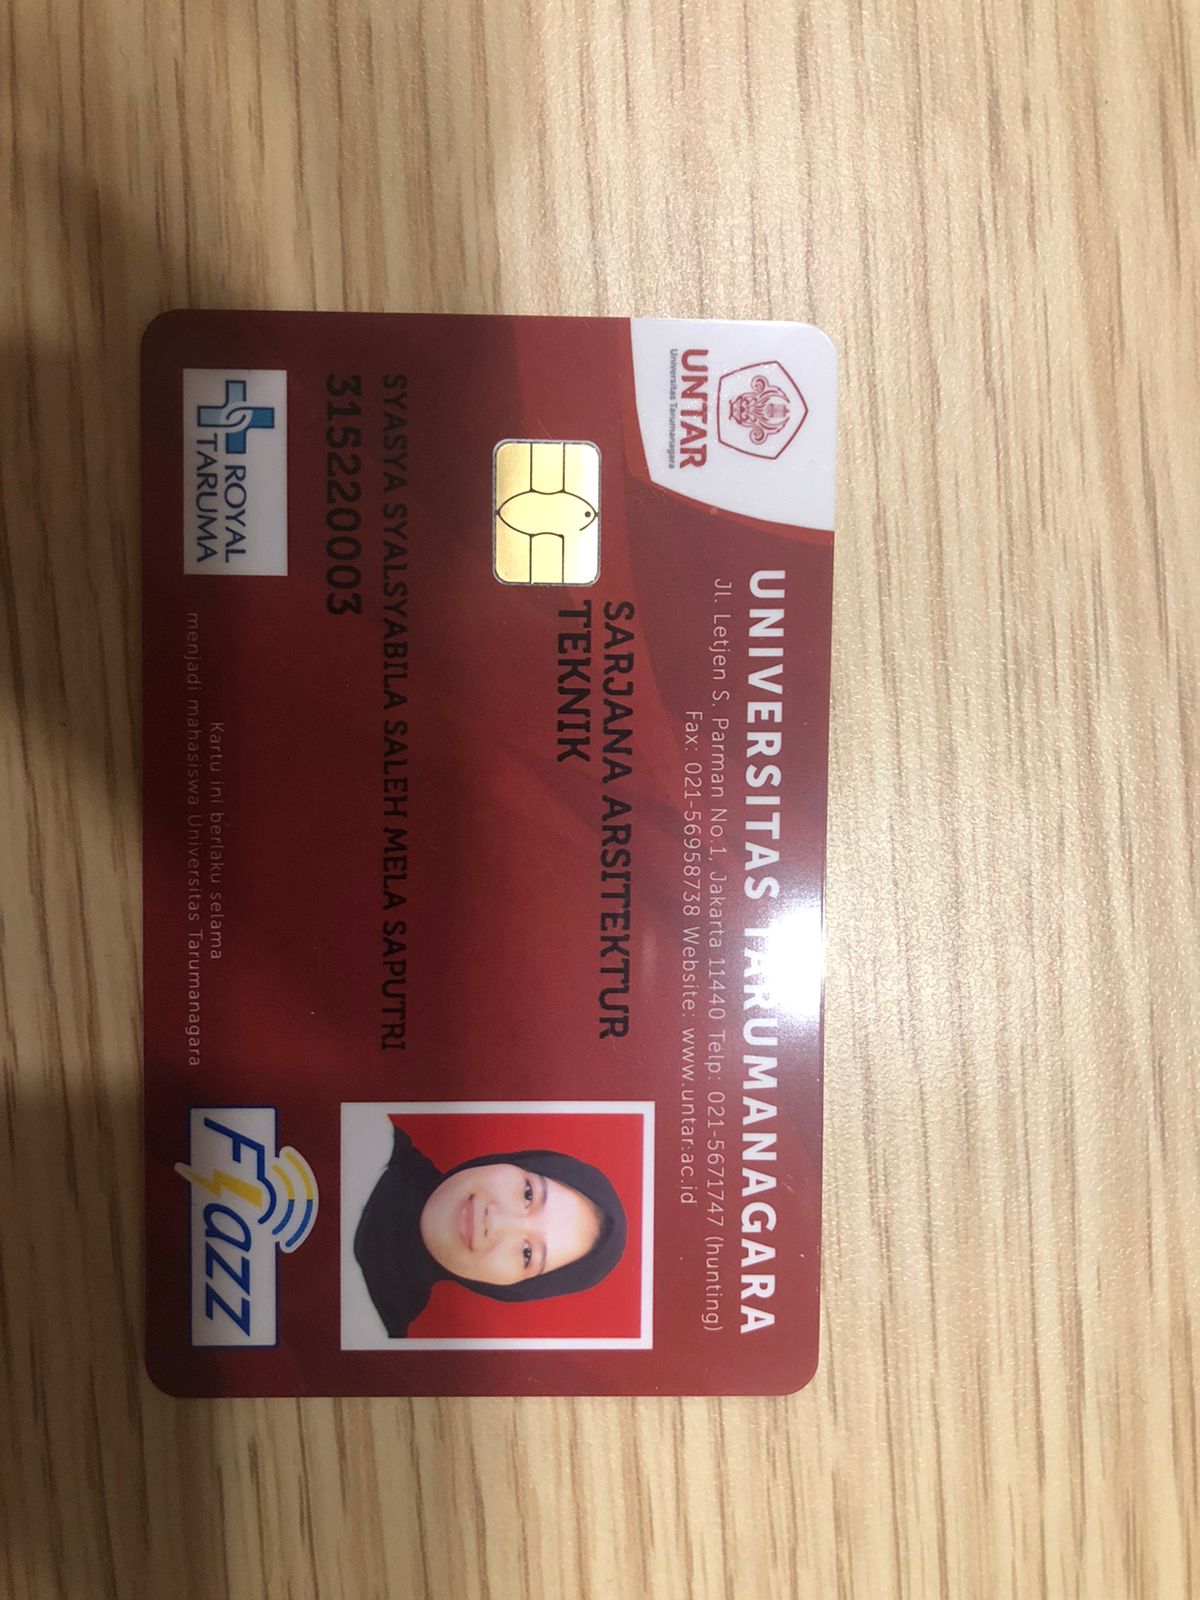 UNTAR
Universitas Tarumanagara
UNIVERSITAS TARUMANAGARA
Jl. Letjen S. Parman No.1, Jakarta 11440 Telp: 021-5671747 (hunting)
Fax: 021-56958738 Website: www.untar.ac.id
SARJANA ARSITEKTUR
TEKNIK
SYASYA SYALSYABILA SALEH MELA SAPUTRI
315220003
ROYAL
TARUMA
Kartu ini berlaku selama
menjadi mahasiswa Universitas Tarumanagara
Flazz